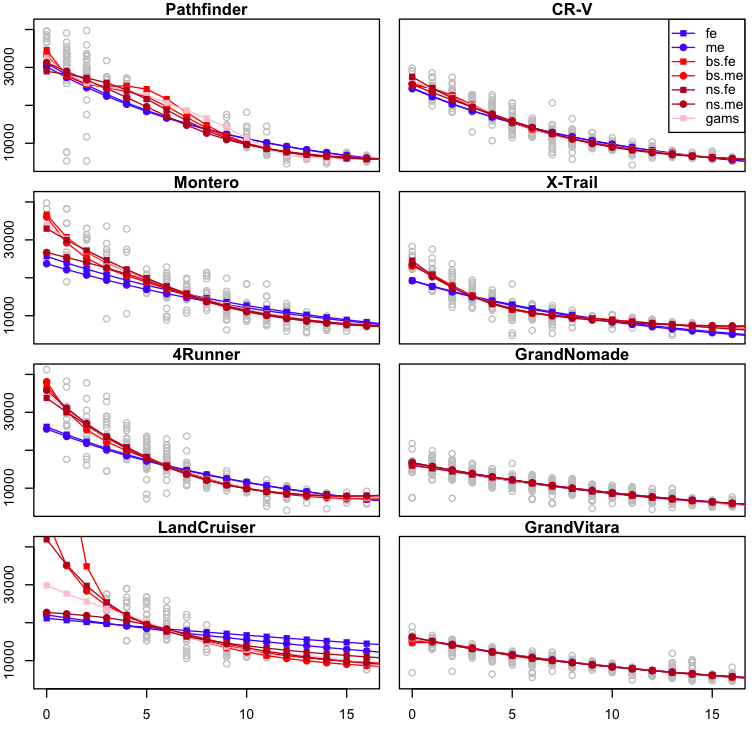 Pathfinder
CR-V
30000
10000
fe
me
bs.fe
bs.me
ns.fe
ns.me
gams
Montero
X-Trail
30000
10000
4Runner
GrandNomade
30000
10000
LandCruiser
GrandVitara
30000
10000
0 5 10 15
0 5 10 15